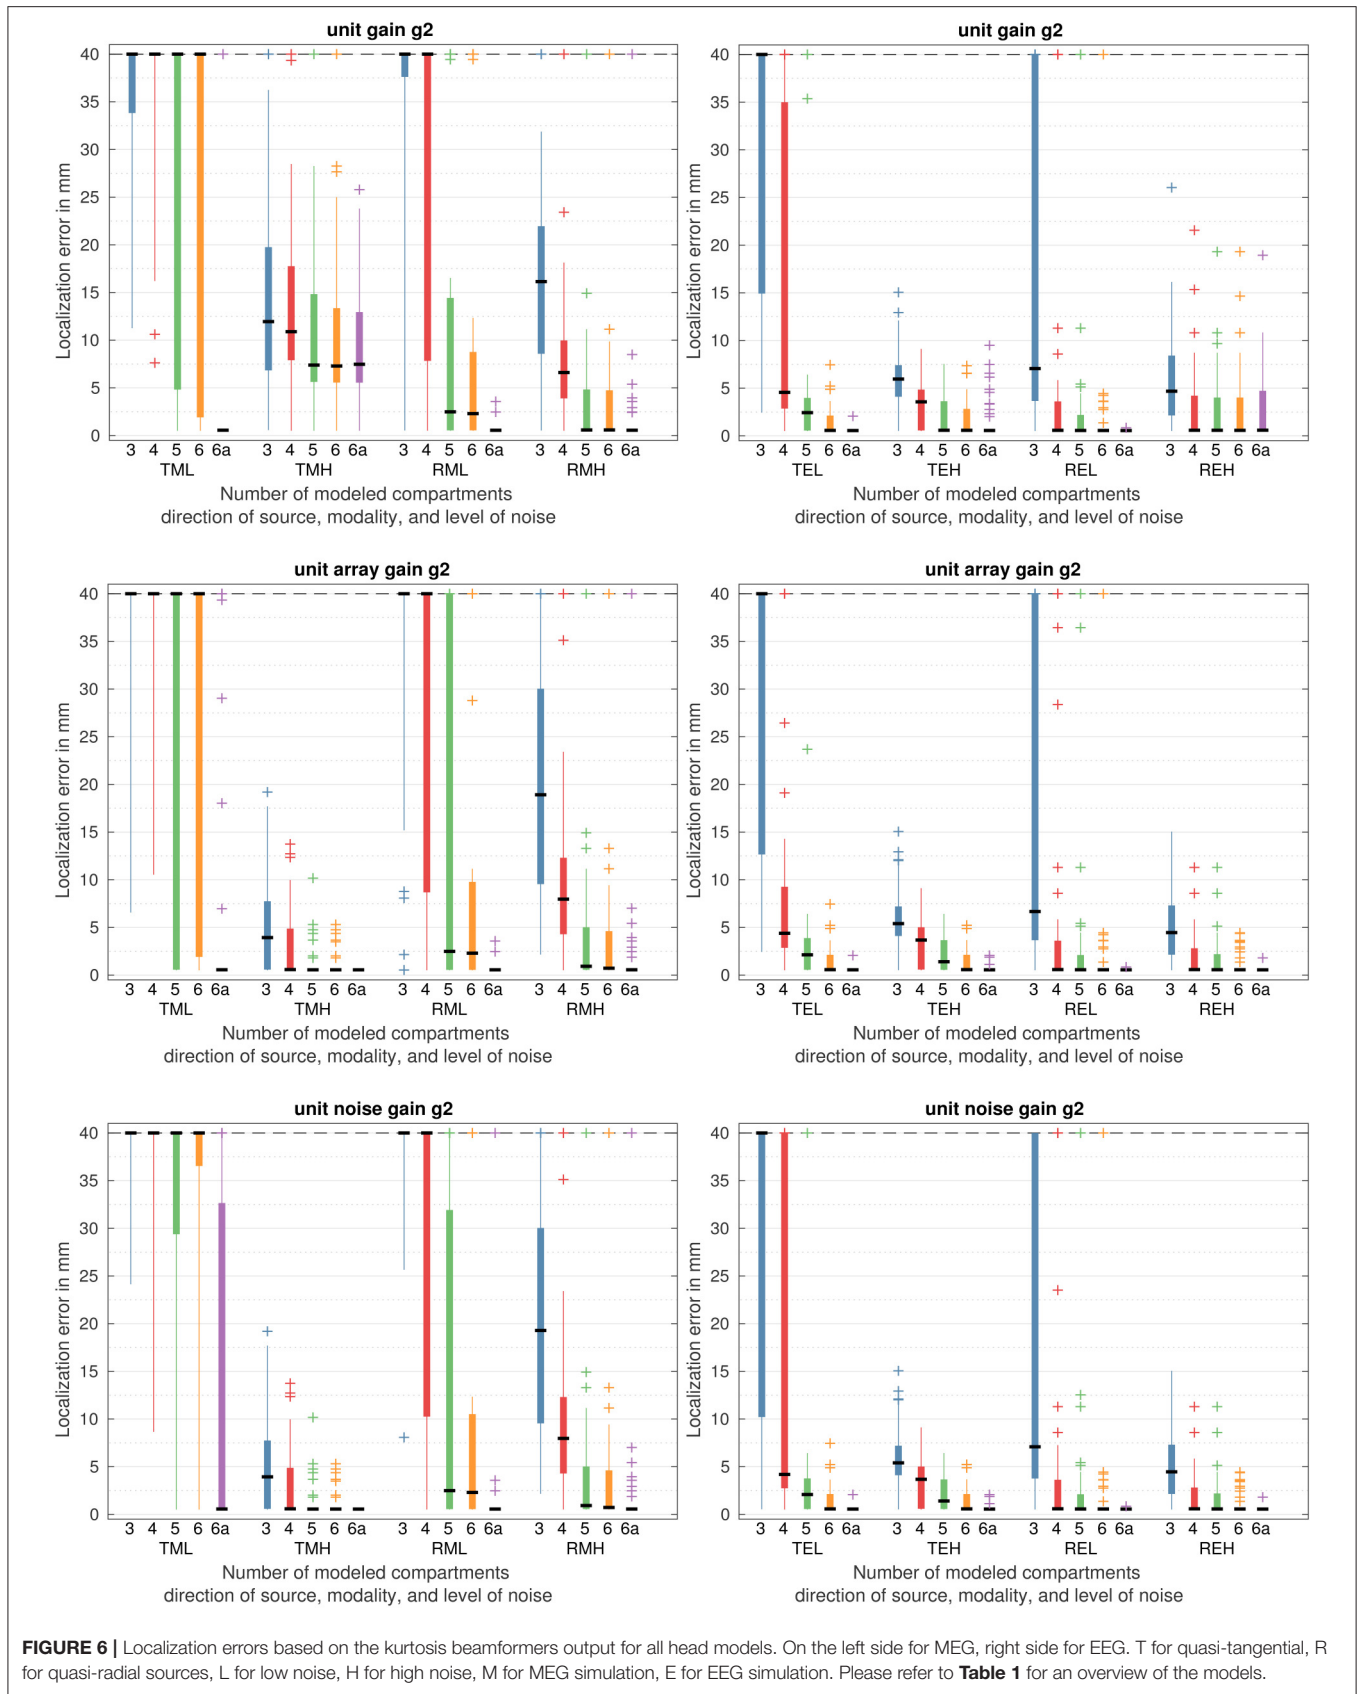 unit gain g2
40
35
30
25
20
15
10
5
0
Localization error in mm
3 4 5 6 6a 3 4 5 6 6a 3 4 5 6 6a 3 4 5 6 6a
TML TMH RML RMH
Number of modeled compartments
direction of source, modality, and level of noise
unit gain g2
40
35
30
25
20
15
10
5
0
Localization error in mm
3 4 5 6 6a 3 4 5 6 6a 3 4 5 6 6a 3 4 5 6 6a
TEL TEH REL REH
Number of modeled compartments
direction of source, modality, and level of noise
unit array gain g2
40
35
30
25
20
15
10
5
0
Localization error in mm
3 4 5 6 6a 3 4 5 6 6a 3 4 5 6 6a 3 4 5 6 6a
TML TMH RML RMH
Number of modeled compartments
direction of source, modality, and level of noise
unit array gain g2
40
35
30
25
20
15
10
5
0
Localization error in mm
3 4 5 6 6a 3 4 5 6 6a 3 4 5 6 6a 3 4 5 6 6a
TEL TEH REL REH
Number of modeled compartments
direction of source, modality, and level of noise
unit noise gain g2
40
35
30
25
20
15
10
5
0
Localization error in mm
3 4 5 6 6a 3 4 5 6 6a 3 4 5 6 6a 3 4 5 6 6a
TML TMH RML RMH
Number of modeled compartments
direction of source, modality, and level of noise
unit noise gain g2
40
35
30
25
20
15
10
5
0
Localization error in mm
3 4 5 6 6a 3 4 5 6 6a 3 4 5 6 6a 3 4 5 6 6a
TEL TEH REL REH
Number of modeled compartments
direction of source, modality, and level of noise
FIGURE 6 | Localization errors based on the kurtosis beamformers output for all head models. On the left side for MEG, right side for EEG. T for quasi-tangential, R
for quasi-radial sources, L for low noise, H for high noise, M for MEG simulation, E for EEG simulation. Please refer to Table 1 for an overview of the models.